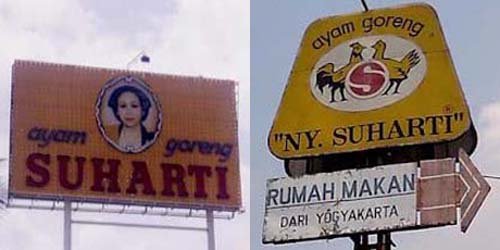 ayam goreng
SUHARTI
ayam goreng
S
"NY. SUHARTI" ®
RUMAH MAKAN
DARI YOGYAKARTA